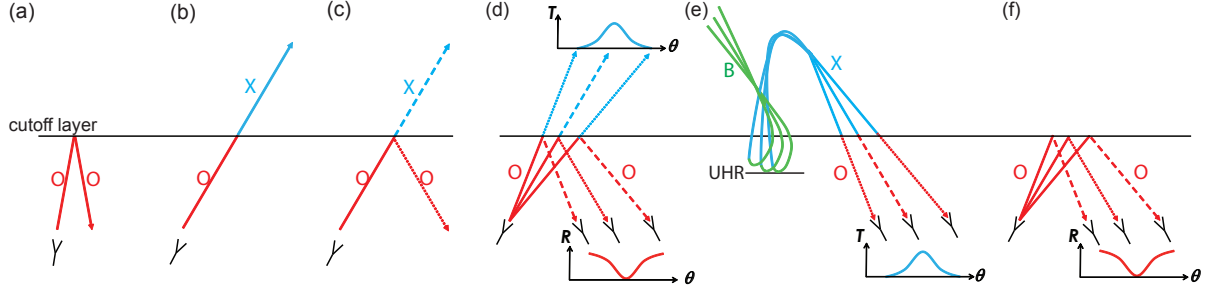 (a)
(b)
(c)
(d)
(e)
(f)
T
θ
X
X
B
X
cutoff layer
O
O
O
O
O
O
O
UHR
O
O
O
R
θ
T
θ
R
θ